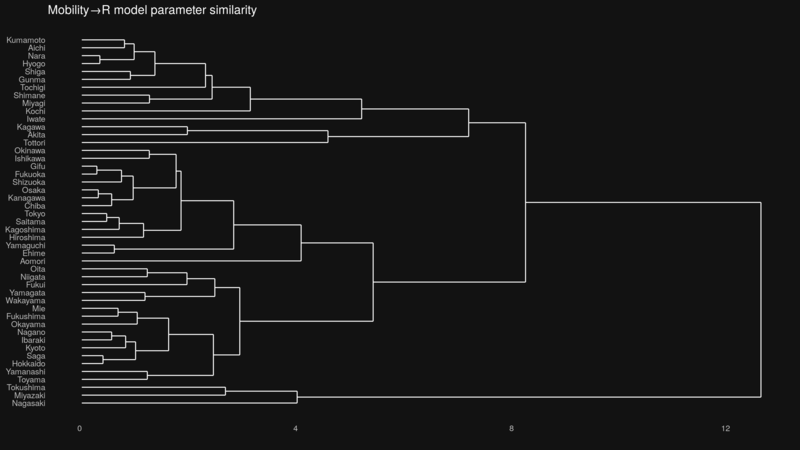 Mobility→R model parameter similarity
Kumamoto
Aichi
Nara
Hyogo
Shiga
Gunma
Tochigi
Shimane
Miyagi
Kochi
Iwate
Kagawa
Akita
Tottori
Okinawa
Ishikawa
Gifu
Fukuoka
Shizuoka
Osaka
Kanagawa
Chiba
Tokyo
Saitama
Kagoshima
Hiroshima
Yamaguchi
Ehime
Aomori
Oita
Niigata
Fukui
Yamagata
Wakayama
Mie
Fukushima
Okayama
Nagano
Ibaraki
Kyoto
Saga
Hokkaido
Yamanashi
Toyama
Tokushima
Miyazaki
Nagasaki
0 4 8 12